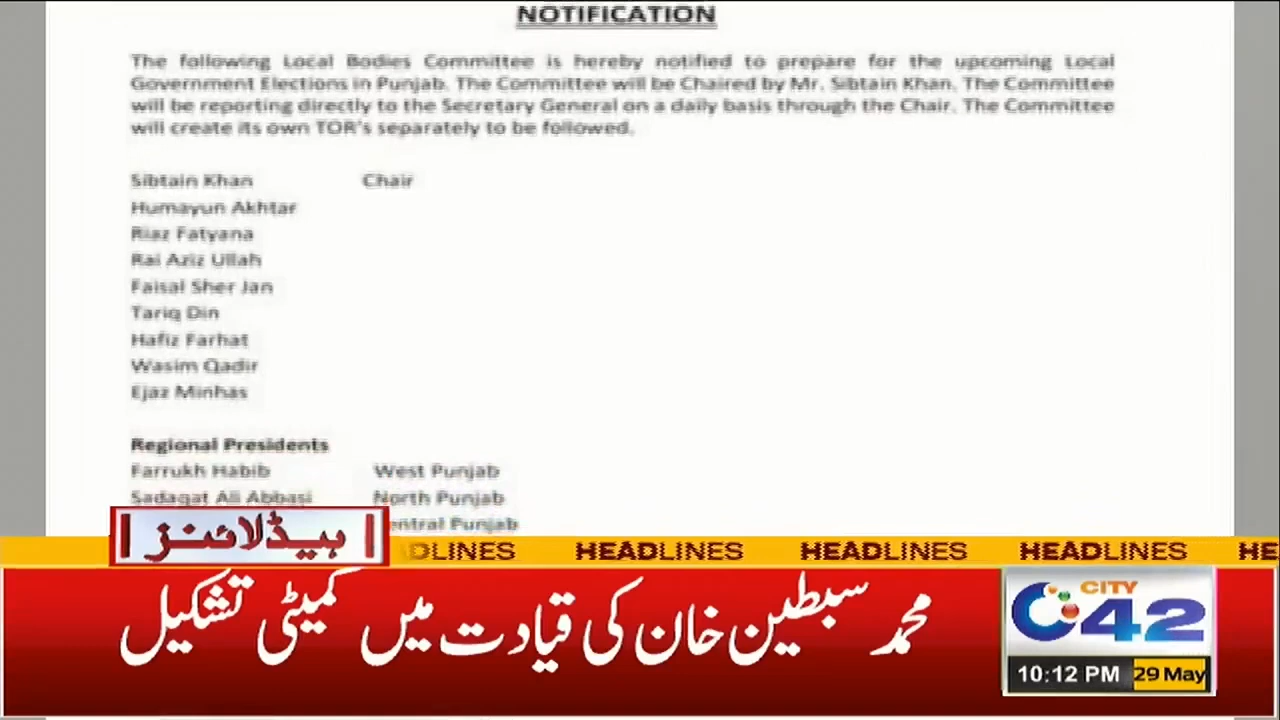 NOTIFICATION
The following Local Bodies Committee is hereby notified to prepare for the upcoming Local
Government Elections in Punjab. The Committee will be Chaired by Mr. Sibtain Khan. The Committee
will be reporting directly to the Secretary General on a daily basis through the Chair. The Committee
will create its own TOR's separately to be followed.
Sibtain Khan Chair
Humayun Akhtar
Riaz Fatyana
Rai Aziz Ullah
Faisal Sher Jan
Tariq Din
Hafiz Farhat
Wasim Qadir
Ejaz Minhas
Regional Presidents
Farrukh Habib West Punjab
Sadaqat Ali Abbasi North Punjab
entral Punjab
ہیڈلائنز
DLINES HEADLINES HEADLINES HEADLINES HE
محمد سبطین خان کی قیادت میں کمیٹی تشکیل
CITY
42
10:12 PM 29 May